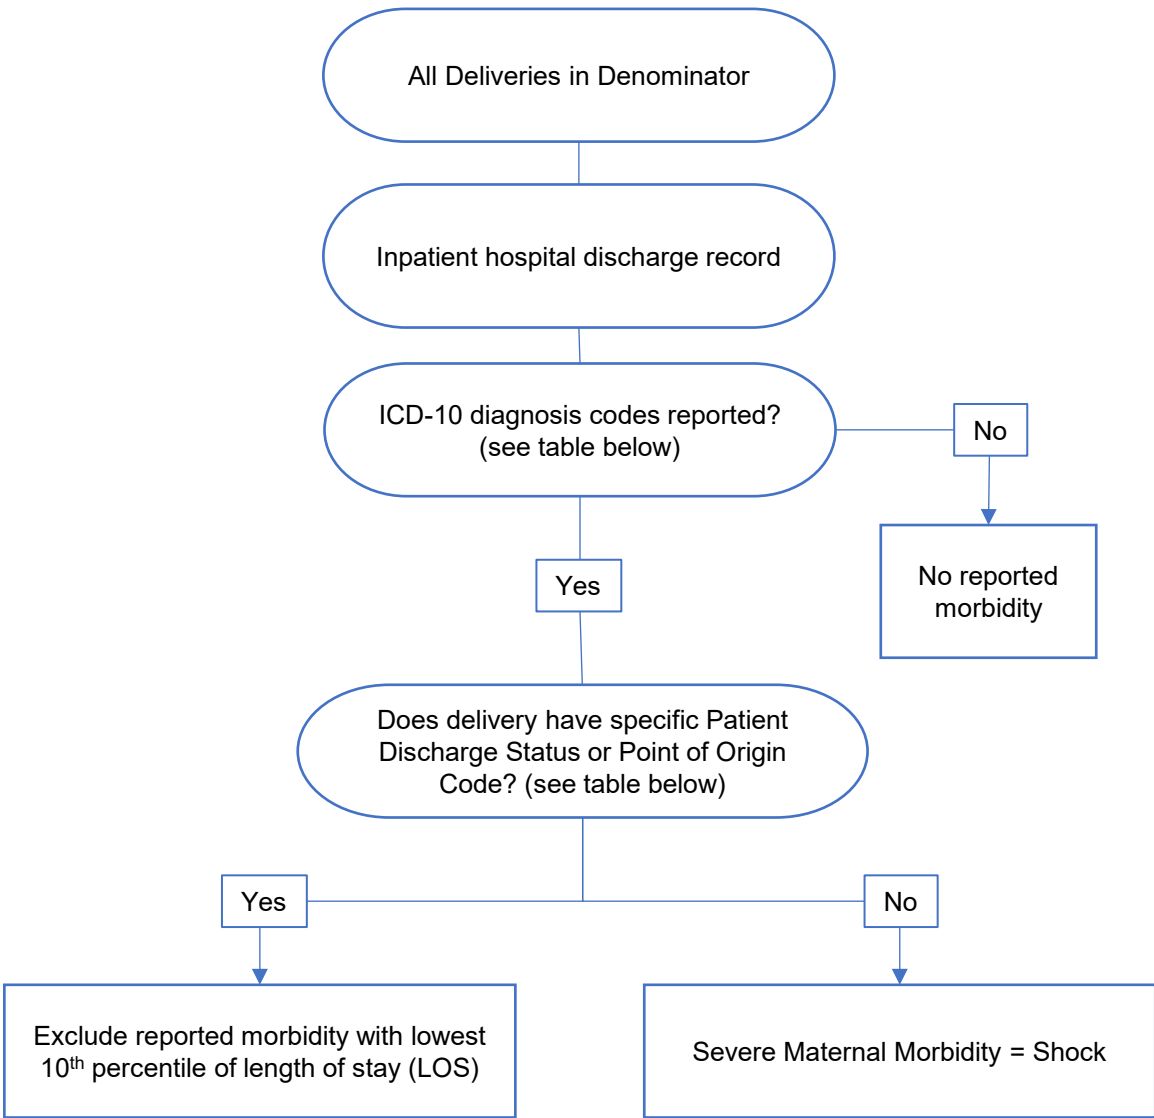 All Deliveries in Denominator
Inpatient hospital discharge record
ICD-10 diagnosis codes reported?
(see table below)
No
No reported
morbidity
Yes
Does delivery have specific Patient
Discharge Status or Point of Origin
Code? (see table below)
Yes
No
Exclude reported morbidity with lowest
10th percentile of length of stay (LOS)
Severe Maternal Morbidity = Shock